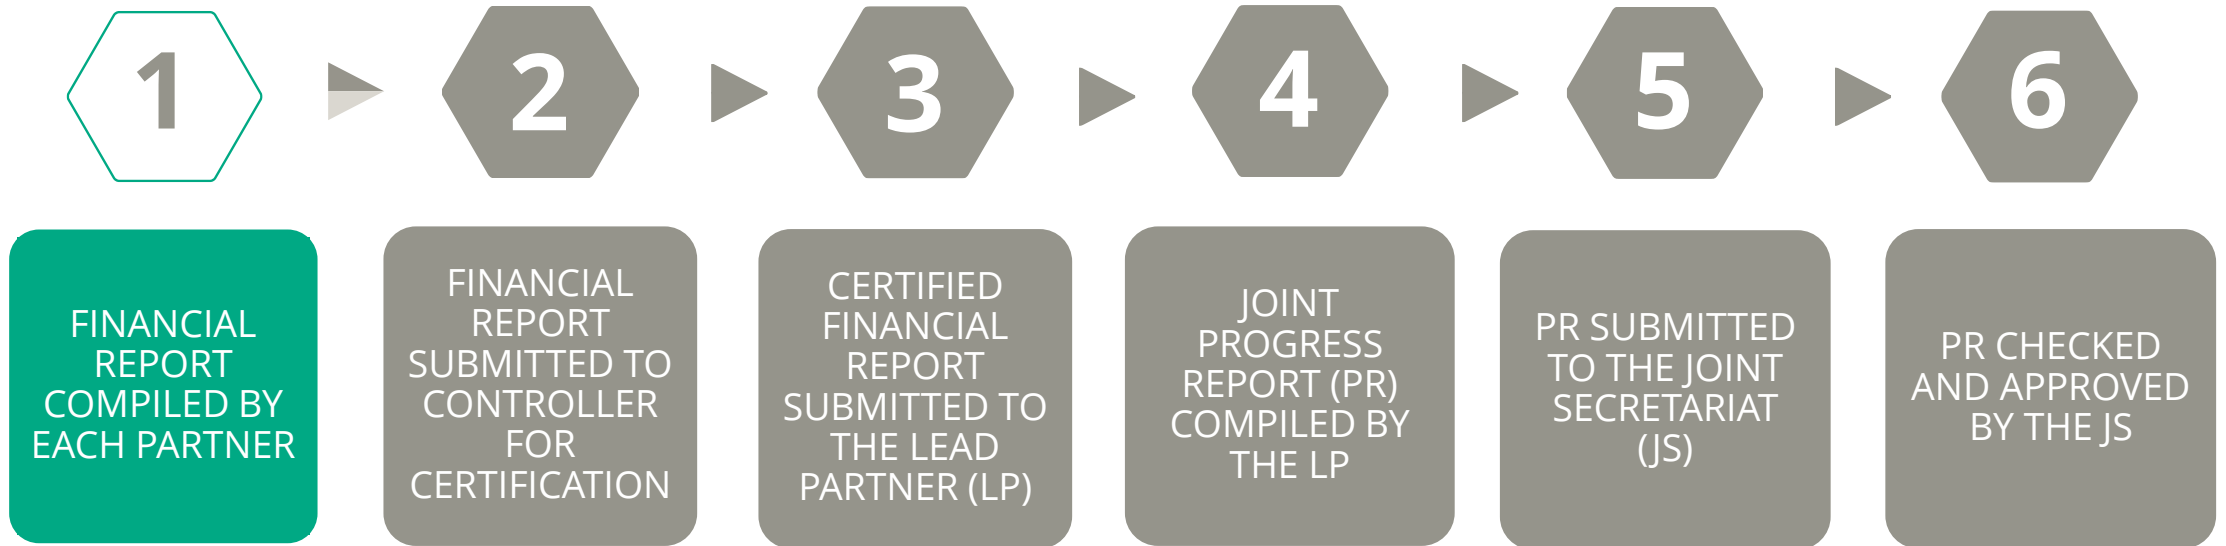 1
2
3
4
5
6
FINANCIAL
REPORT
COMPILED BY
EACH PARTNER
FINANCIAL
REPORT
SUBMITTED TO
CONTROLLER
FOR
CERTIFICATION
CERTIFIED
FINANCIAL
REPORT
SUBMITTED TO
THE LEAD
PARTNER (LP)
JOINT
PROGRESS
REPORT (PR)
COMPILED BY
THE LP
PR SUBMITTED
TO THE JOINT
SECRETARIAT
(JS)
PR CHECKED
AND APPROVED
BY THE JS